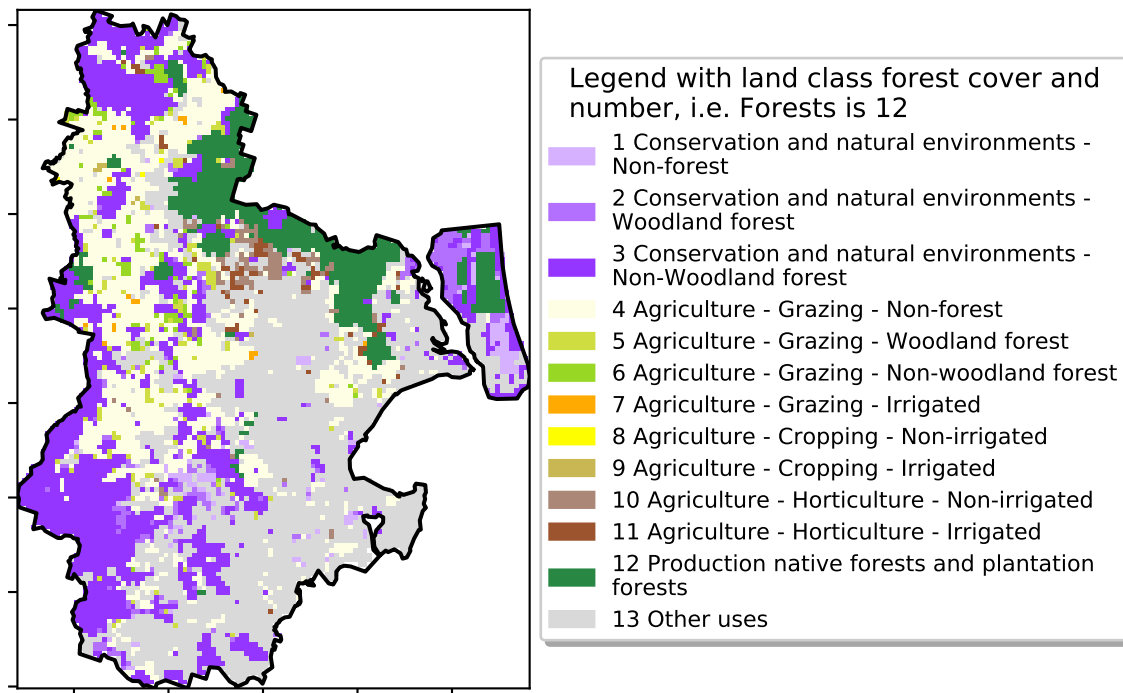 Legend with land class forest cover and
number, i.e. Forests is 12
1 Conservation and natural environments -
Non-forest
2 Conservation and natural environments -
Woodland forest
3 Conservation and natural environments -
Non-Woodland forest
4 Agriculture - Grazing - Non-forest
5 Agriculture - Grazing - Woodland forest
6 Agriculture - Grazing - Non-woodland forest
7 Agriculture - Grazing - Irrigated
8 Agriculture - Cropping - Non-irrigated
9 Agriculture - Cropping - Irrigated
10 Agriculture - Horticulture - Non-irrigated
11 Agriculture - Horticulture - Irrigated
12 Production native forests and plantation
forests
13 Other uses